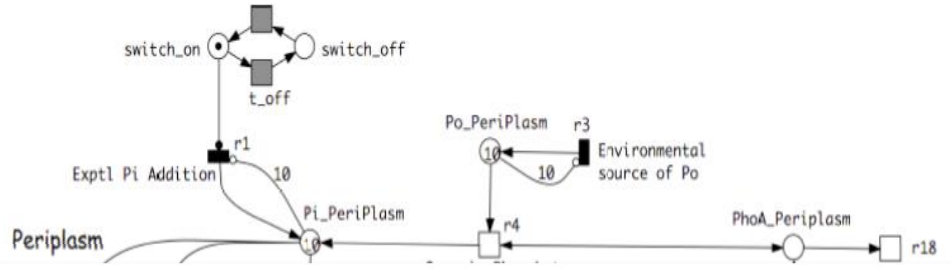 switch_on
switch_off
t_off
Po_PeriPlasm
r3
r1
10
Environmental
10
source of Po
Exptl Pi Addition
10
10
Pi_PeriPlasm
r4
PhoA_Periplasm
Periplasm
10
r18